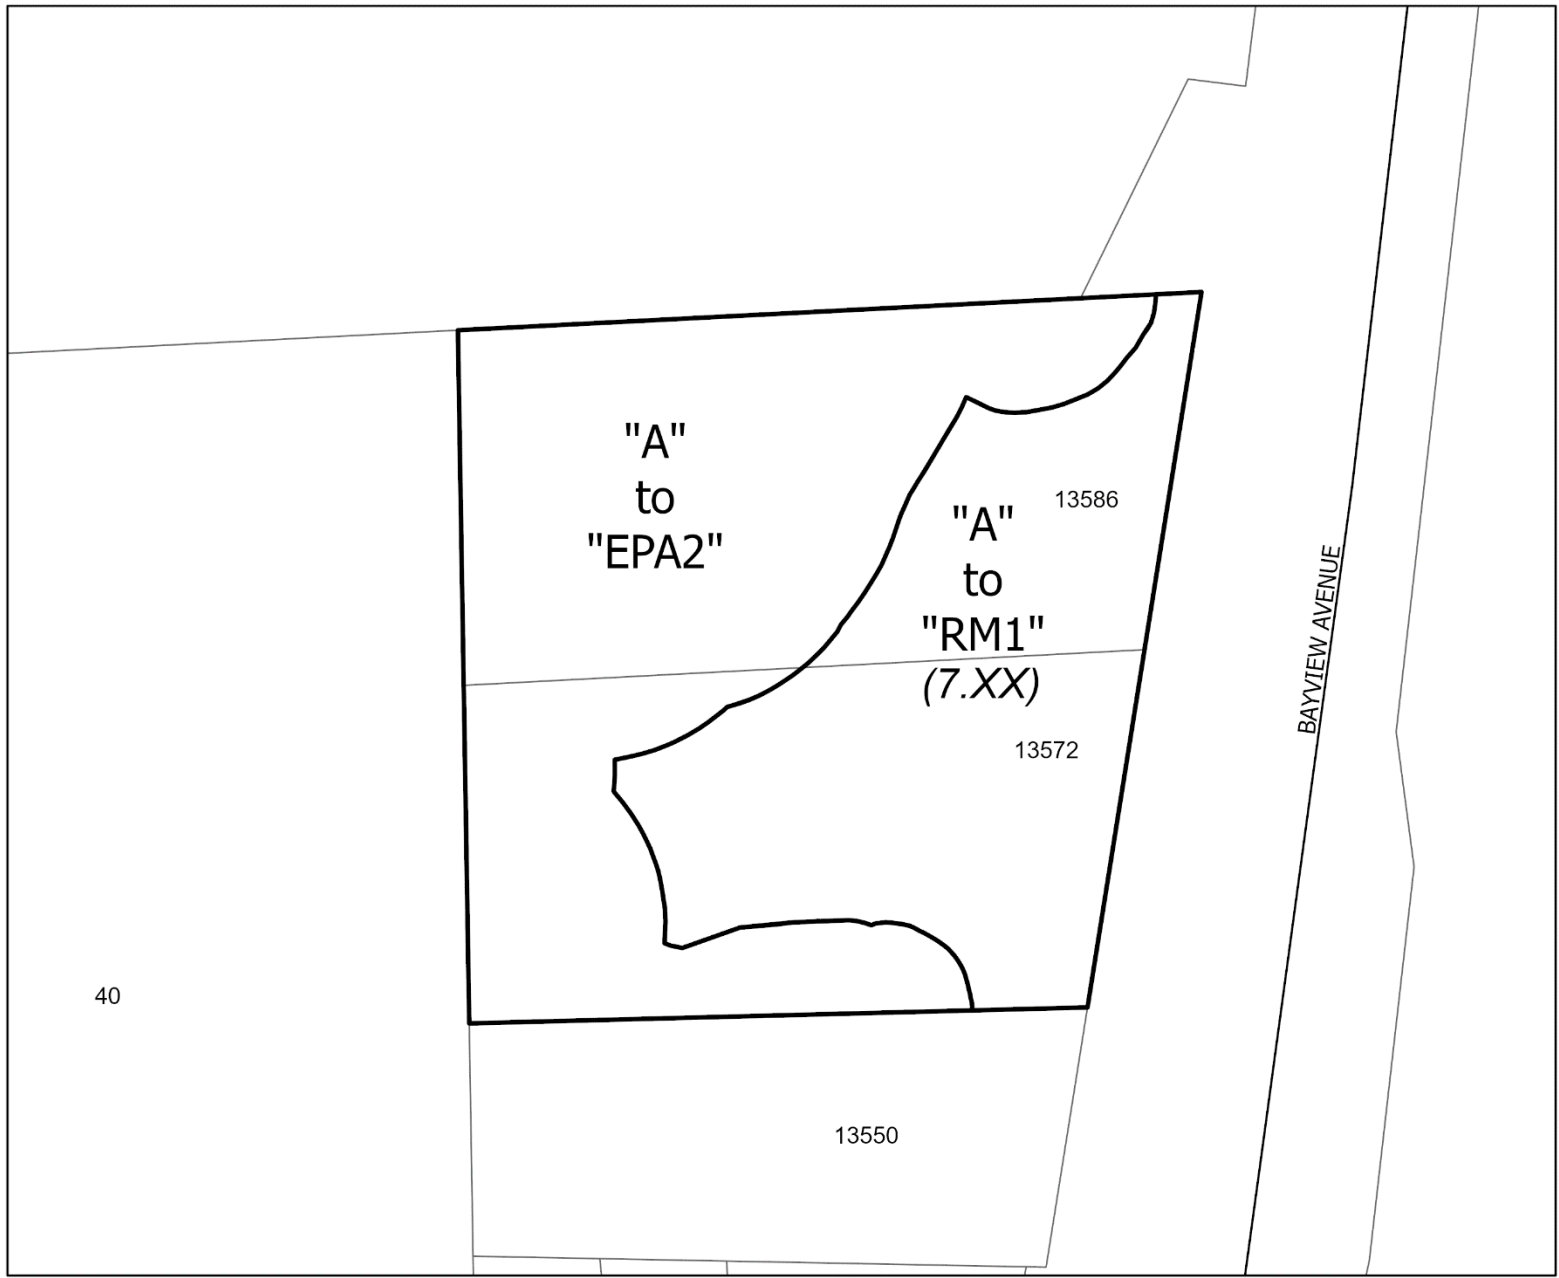 "A"
to
"EPA2"
"A"
to
"RM1"
(7.XX)
13586
13572
BAYVIEW AVENUE
40
13550